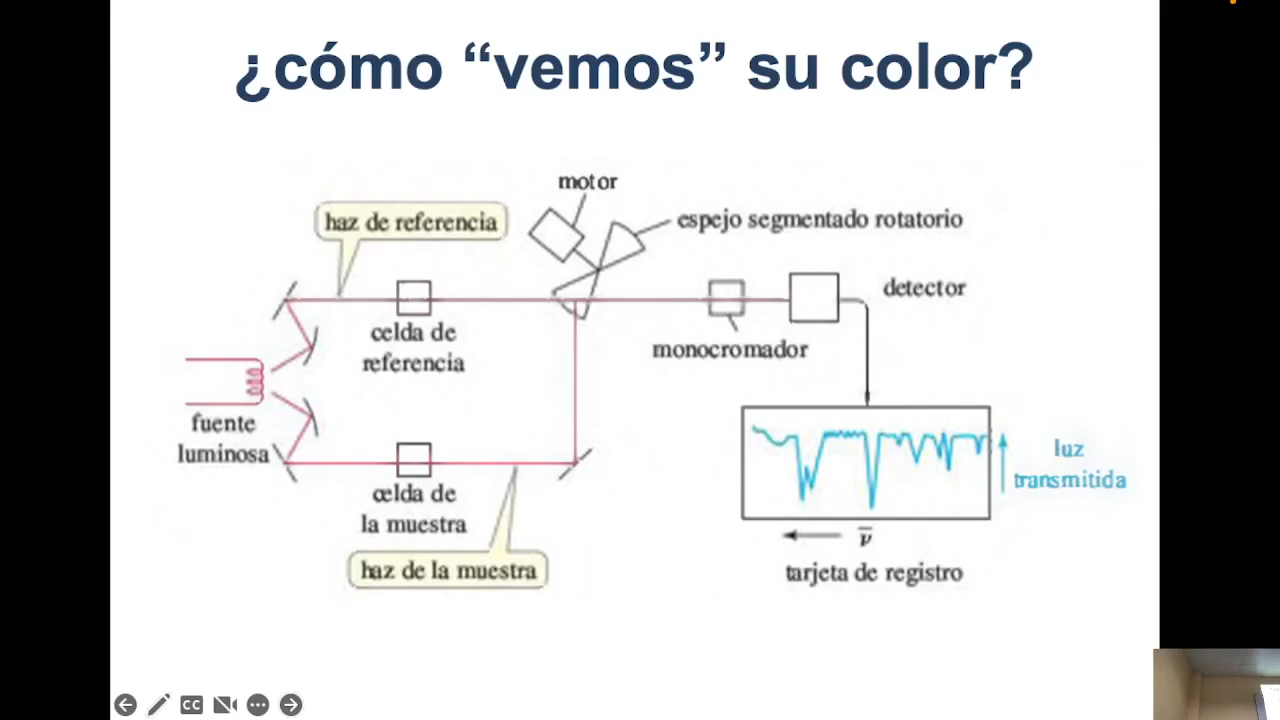 ¿cómo “vemos” su color?
motor
haz de referencia
espejo segmentado rotatorio
detector
celda de
referencia
monocromador
fuente
luminosa
luz
transmitida
celda de
la muestra
ν̅
haz de la muestra
tarjeta de registro
CC